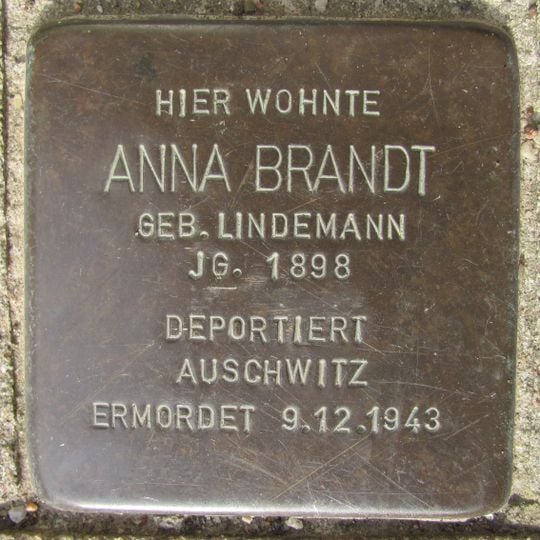 HIER WOHNTE
ANNA BRANDT
GEB. LINDEMANN
JG. 1898
DEPORTIERT
AUSCHWITZ
ERMORDET 9.12.1943